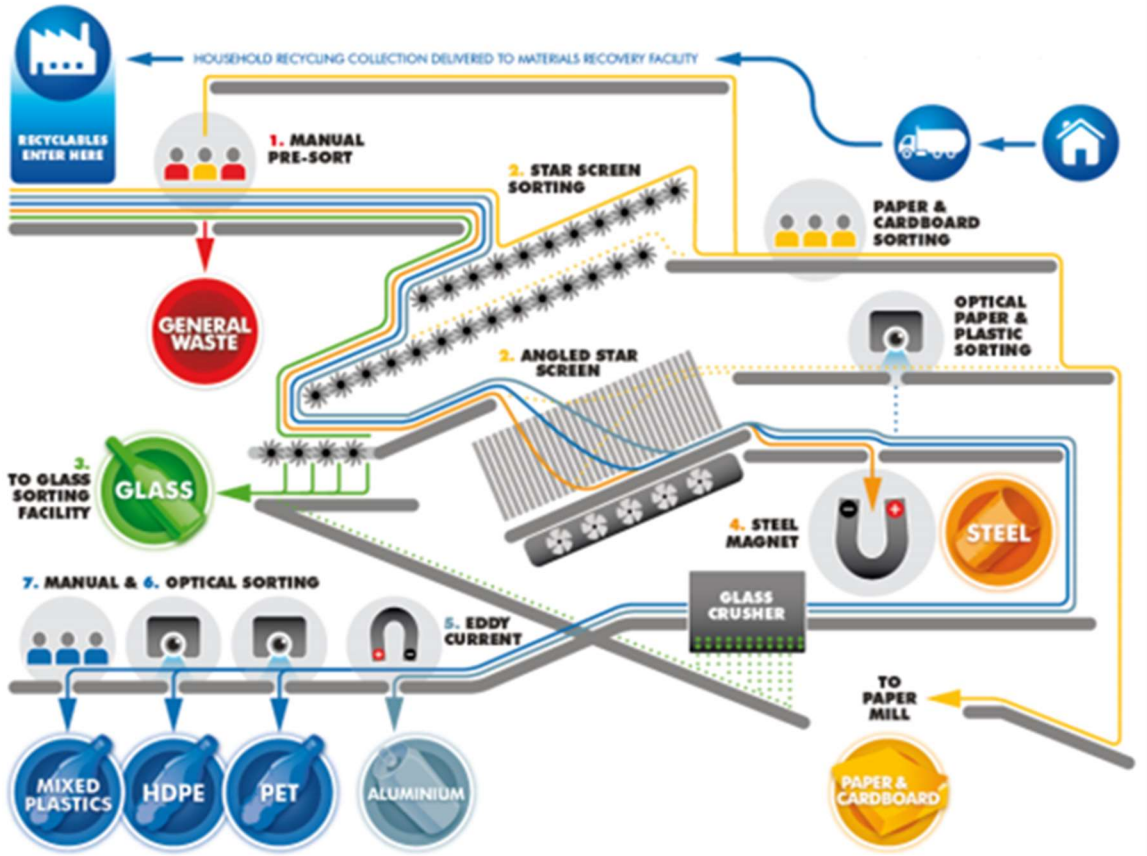 HOUSEHOLD RECYCLING COLLECTION DELIVERED TO MATERIALS RECOVERY FACILITY
RECYCLABLES
ENTER HERE
1. MANUAL
PRE-SORT
2. STAR SCREEN
SORTING
PAPER &
CARDBOARD
SORTING
GENERAL
WASTE
OPTICAL
PAPER &
PLASTIC
SORTING
2. ANGLED STAR
SCREEN
3.
TO GLASS
SORTING
FACILITY
GLASS
4. STEEL
MAGNET
STEEL
7. MANUAL & 6. OPTICAL SORTING
5. EDDY
CURRENT
GLASS
CRUSHER
TO
PAPER
MILL
MIXED
PLASTICS
HDPE
PET
ALUMINIUM
PAPER &
CARDBOARD